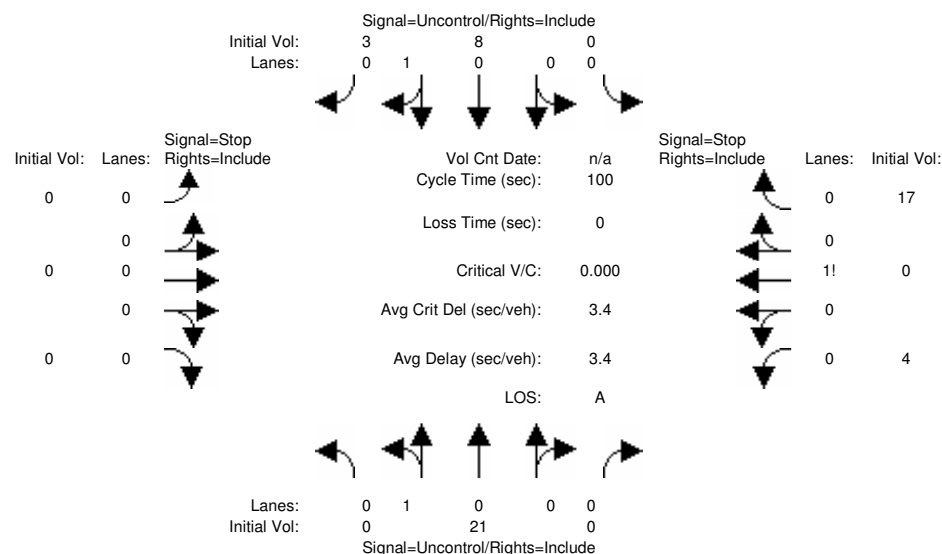 Signal=Uncontrol/Rights=Include
Initial Vol: 3 8 0
Lanes: 0 1 0 0 0
Signal=Stop Signal=Stop
Initial Vol: Lanes: Rights=Include Vol Cnt Date: n/a Rights=Include Lanes: Initial Vol:
Cycle Time (sec): 100
0 0 0 17
Loss Time (sec): 0
0 0
0 0 Critical V/C: 0.000 1! 0
0 Avg Crit Del (sec/veh): 3.4 0
0 0 Avg Delay (sec/veh): 3.4 0 4
LOS: A
Lanes: 0 1 0 0 0
Initial Vol: 0 21 0
Signal=Uncontrol/Rights=Include